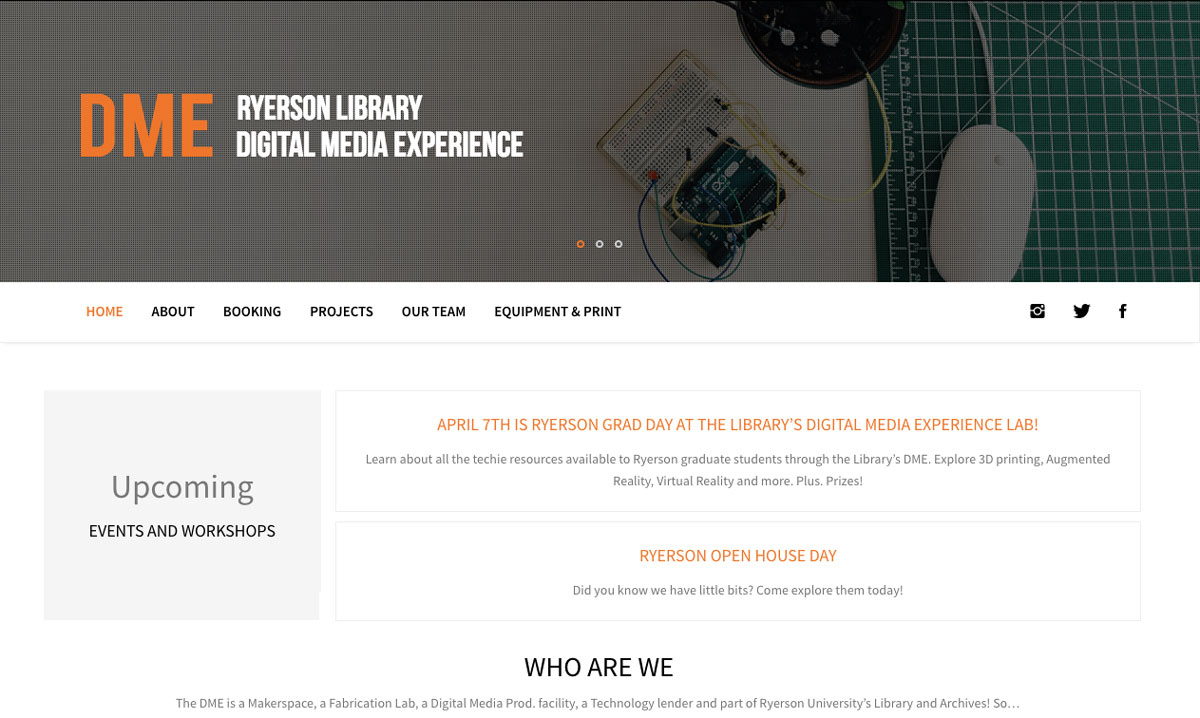 DME
RYERSON LIBRARY
DIGITAL MEDIA EXPERIENCE
HOME ABOUT BOOKING PROJECTS OUR TEAM EQUIPMENT & PRINT
Upcoming
EVENTS AND WORKSHOPS
APRIL 7TH IS RYERSON GRAD DAY AT THE LIBRARY’S DIGITAL MEDIA EXPERIENCE LAB!
Learn about all the techie resources available to Ryerson graduate students through the Library’s DME. Explore 3D printing, Augmented
Reality, Virtual Reality and more. Plus. Prizes!
RYERSON OPEN HOUSE DAY
Did you know we have little bits? Come explore them today!
WHO ARE WE
The DME is a Makerspace, a Fabrication Lab, a Digital Media Prod. facility, a Technology lender and part of Ryerson University’s Library and Archives! So…